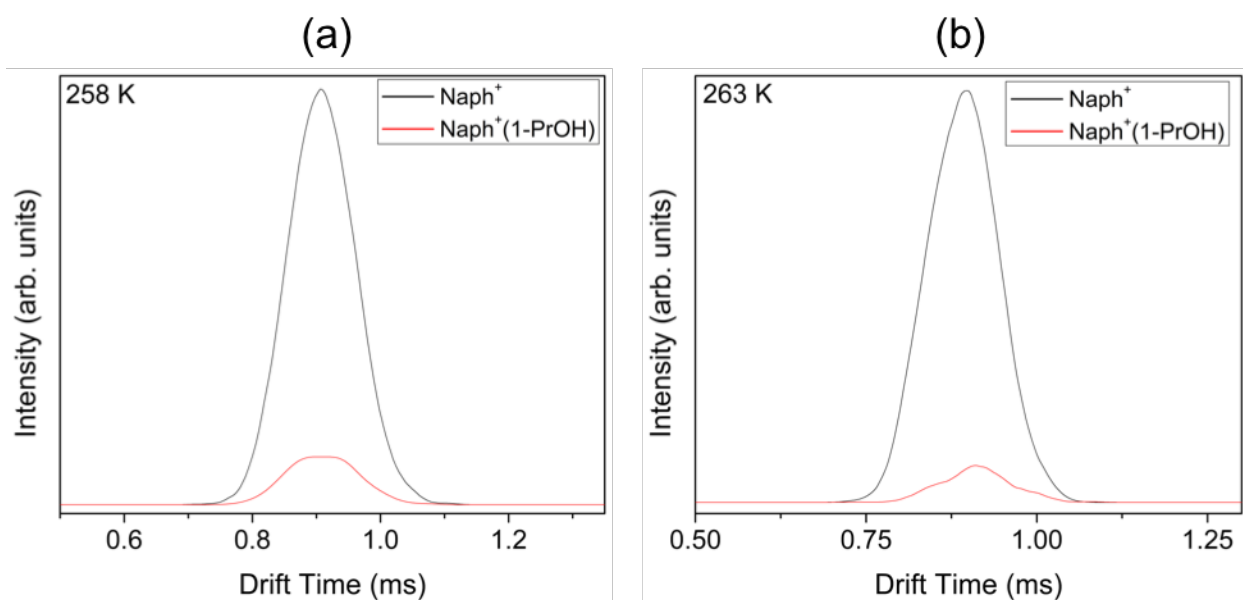 (a)
258 K
Naph⁺
Naph⁺(1-PrOH)
Intensity (arb. units)
0.6 0.8 1.0 1.2
Drift Time (ms)
(b)
263 K
Naph⁺
Naph⁺(1-PrOH)
Intensity (arb. units)
0.50 0.75 1.00 1.25
Drift Time (ms)